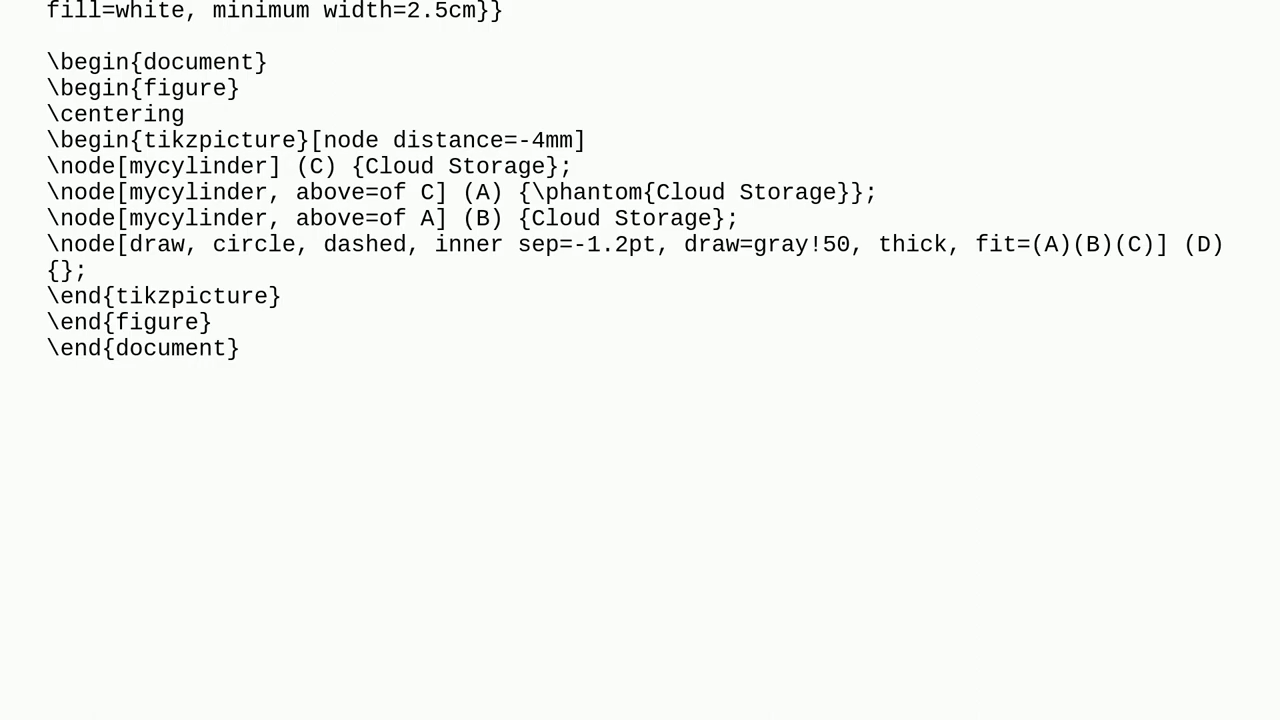 fill=white, minimum width=2.5cm}}
\begin{document}
\begin{figure}
\centering
\begin{tikzpicture}[node distance=-4mm]
\node[mycylinder] (C) {Cloud Storage};
\node[mycylinder, above=of C] (A) {\phantom{Cloud Storage}};
\node[mycylinder, above=of A] (B) {Cloud Storage};
\node[draw, circle, dashed, inner sep=-1.2pt, draw=gray!50, thick, fit=(A)(B)(C)] (D)
{};
\end{tikzpicture}
\end{figure}
\end{document}